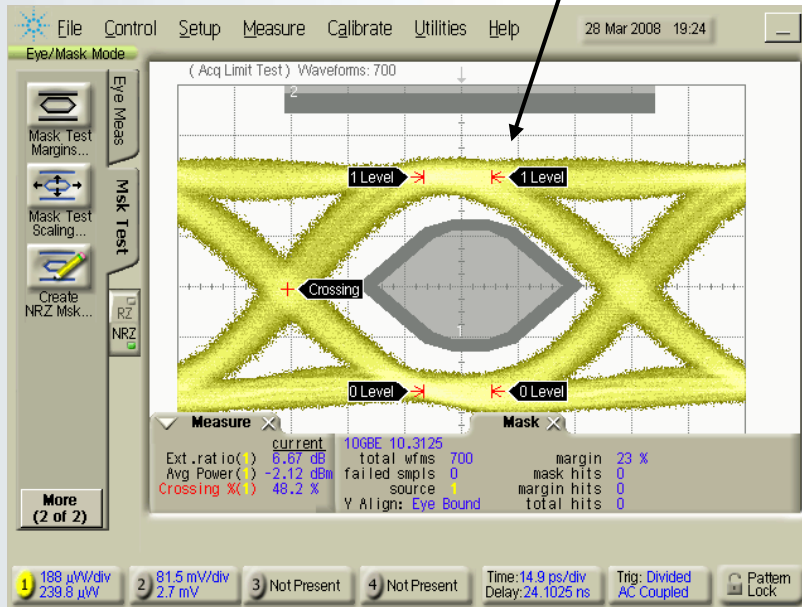 File Control Setup Measure Calibrate Utilities Help 28 Mar 2008 19:24
Eye/Mask Mode
( Acq Limit Test ) Waveforms: 700
Eye Meas
Msk Test
Mask Test
Margins...
Mask Test
Scaling...
Create
NRZ Msk...
RZ
NRZ
More
(2 of 2)
2
1 Level
1 Level
Crossing
1
0 Level
0 Level
Measure
current
Ext.ratio(1) 6.67 dB
Avg Power(1) -2.12 dBm
Crossing %(1) 48.2 %
Mask
10GBE 10.3125
total wfms 700
failed smpls 0
source 1
Y Align: Eye Bound
margin 23 %
mask hits 0
margin hits 0
total hits 0
1 188 µW/div
239.8 µW
2 81.5 mV/div
2.7 mV
3 Not Present
4 Not Present
Time:14.9 ps/div
Delay:24.1025 ns
Trig: Divided
AC Coupled
Pattern
Lock